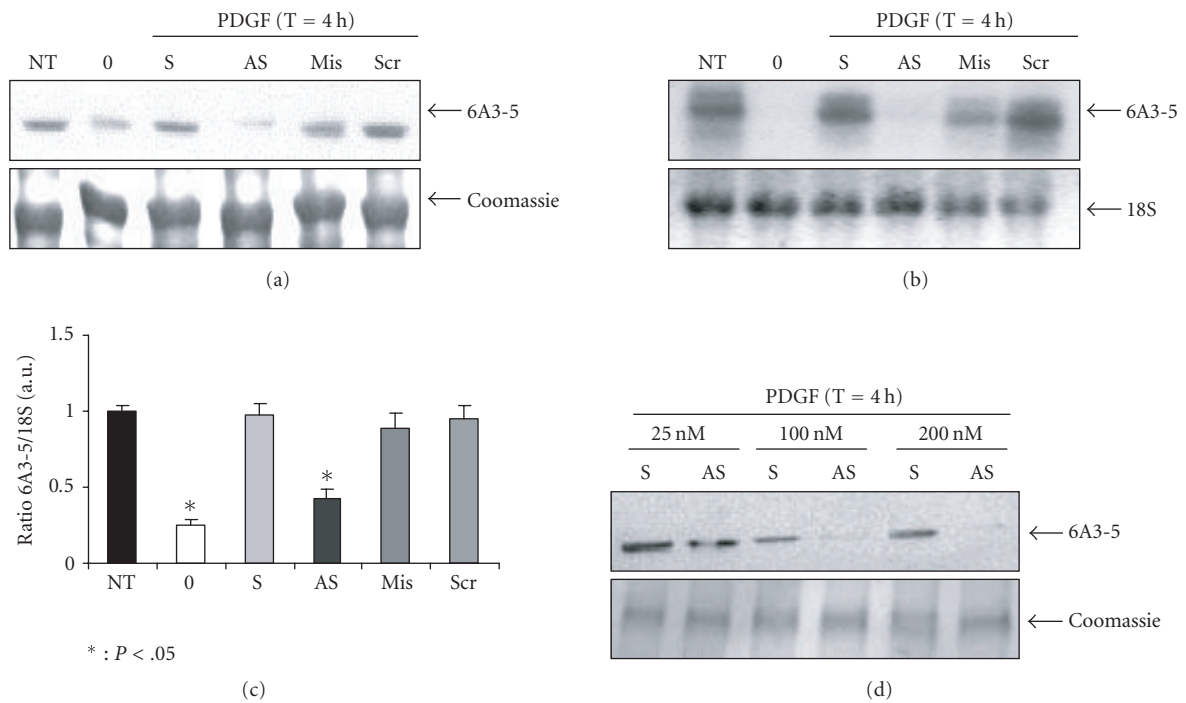 PDGF (T = 4 h)
NT 0 S AS Mis Scr
6A3-5
Coomassie
(a)
PDGF (T = 4 h)
NT 0 S AS Mis Scr
6A3-5
18S
(b)
Ratio 6A3-5/18S (a.u.)
1.5
1
0.5
0
* *
NT 0 S AS Mis Scr
* : P < .05
(c)
PDGF (T = 4 h)
25 nM 100 nM 200 nM
S AS S AS S AS
6A3-5
Coomassie
(d)